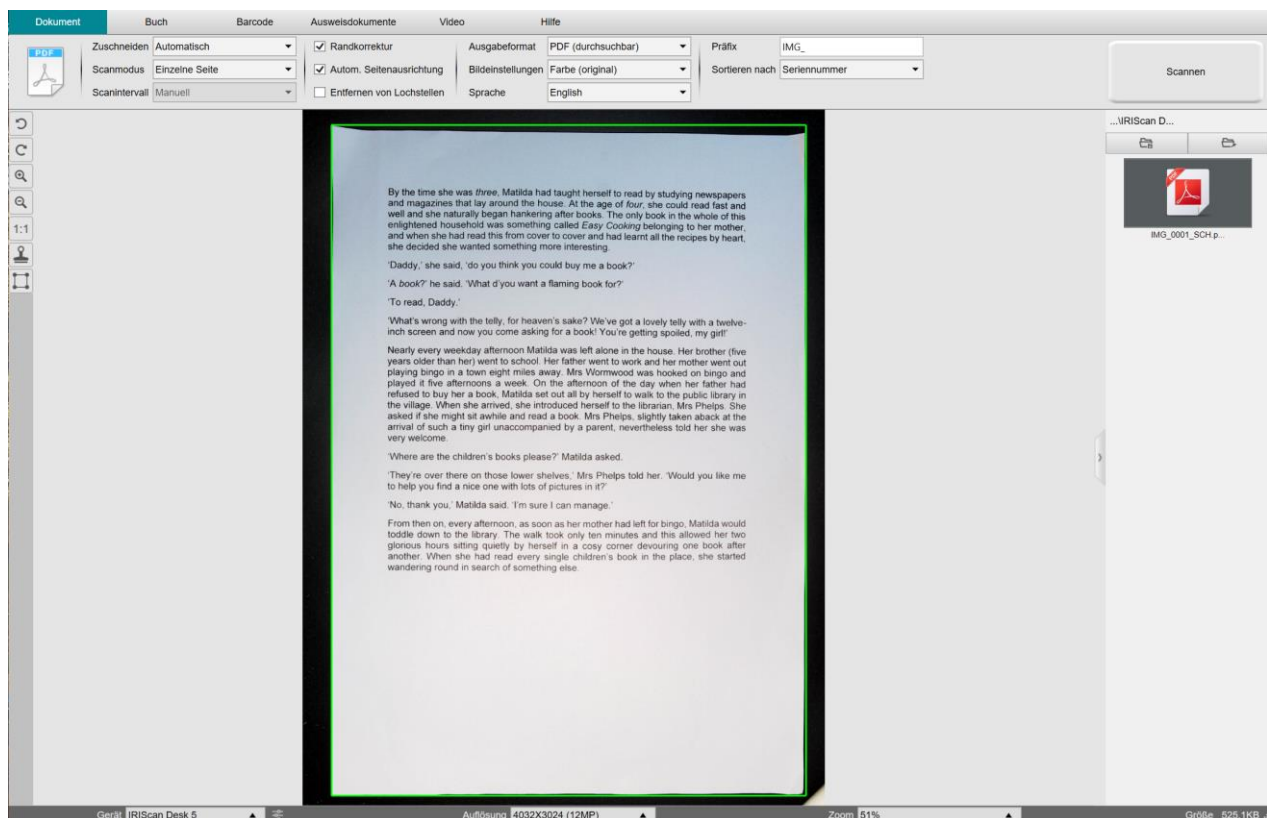 Dokument Buch Barcode Ausweisdokumente Video Hilfe
PDF
Zuschneiden Automatisch
Scanmodus Einzelne Seite
Scanintervall Manuell
Randkorrektur
Autom. Seitenausrichtung
Entfernen von Lochstellen
Ausgabeformat PDF (durchsuchbar)
Bildeinstellungen Farbe (original)
Sprache English
Präfix IMG_
Sortieren nach Seriennummer
Scannen
1:1
By the time she was three, Matilda had taught herself to read by studying newspapers
and magazines that lay around the house. At the age of four, she could read fast and
well and she naturally began hankering after books. The only book in the whole of this
enlightened household was something called Easy Cooking belonging to her mother,
and when she had read this from cover to cover and had learnt all the recipes by heart,
she decided she wanted something more interesting.
'Daddy,' she said, 'do you think you could buy me a book?'
'A book?' he said. 'What d'you want a flaming book for?'
'To read, Daddy.'
'What's wrong with the telly, for heaven's sake? We've got a lovely telly with a twelve-
inch screen and now you come asking for a book! You're getting spoiled, my girl!'
Nearly every weekday afternoon Matilda was left alone in the house. Her brother (five
years older than her) went to school. Her father went to work and her mother went out
playing bingo in a town eight miles away. Mrs Wormwood was hooked on bingo and
played it five afternoons a week. On the afternoon of the day when her father had
refused to buy her a book, Matilda set out all by herself to walk to the public library in
the village. When she arrived, she introduced herself to the librarian, Mrs Phelps. She
asked if she might sit awhile and read a book. Mrs Phelps, slightly taken aback at the
arrival of such a tiny girl unaccompanied by a parent, nevertheless told her she was
very welcome.
'Where are the children's books please?' Matilda asked.
'They're over there on those lower shelves,' Mrs Phelps told her. 'Would you like me
to help you find a nice one with lots of pictures in it?'
'No, thank you,' Matilda said. 'I'm sure I can manage.'
From then on, every afternoon, as soon as her mother had left for bingo, Matilda would
toddle down to the library. The walk took only ten minutes and this allowed her two
glorious hours sitting quietly by herself in a cosy corner devouring one book after
another. When she had read every single children's book in the place, she started
wandering round in search of something else.
...\IRIScan D...
IMG_0001_SCH.p...
Gerät IRIScan Desk 5 Auflösung 4032X3024 (12MP) Zoom 51% Größe 525.1KB